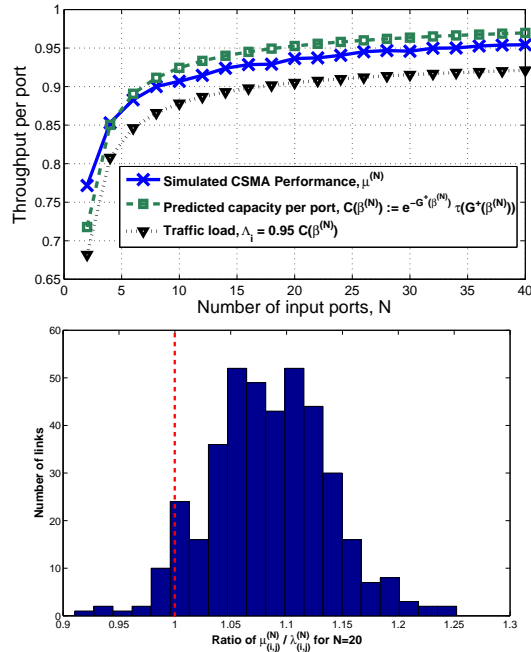 1
0.95
0.9
0.85
0.8
0.75
0.7
0.65
Throughput per port
Simulated CSMA Performance, μ^(N)
Predicted capacity per port, C(β^(N)) := e^{-G*(β^(N))} τ(G*(β^(N)))
Traffic load, Λ_i = 0.95 C(β^(N))
0 5 10 15 20 25 30 35 40
Number of input ports, N
60
50
40
30
20
10
0
Number of links
0.9 0.95 1 1.05 1.1 1.15 1.2 1.25 1.3
Ratio of μ_(i,j)^(N) / λ_(i,j)^(N) for N=20